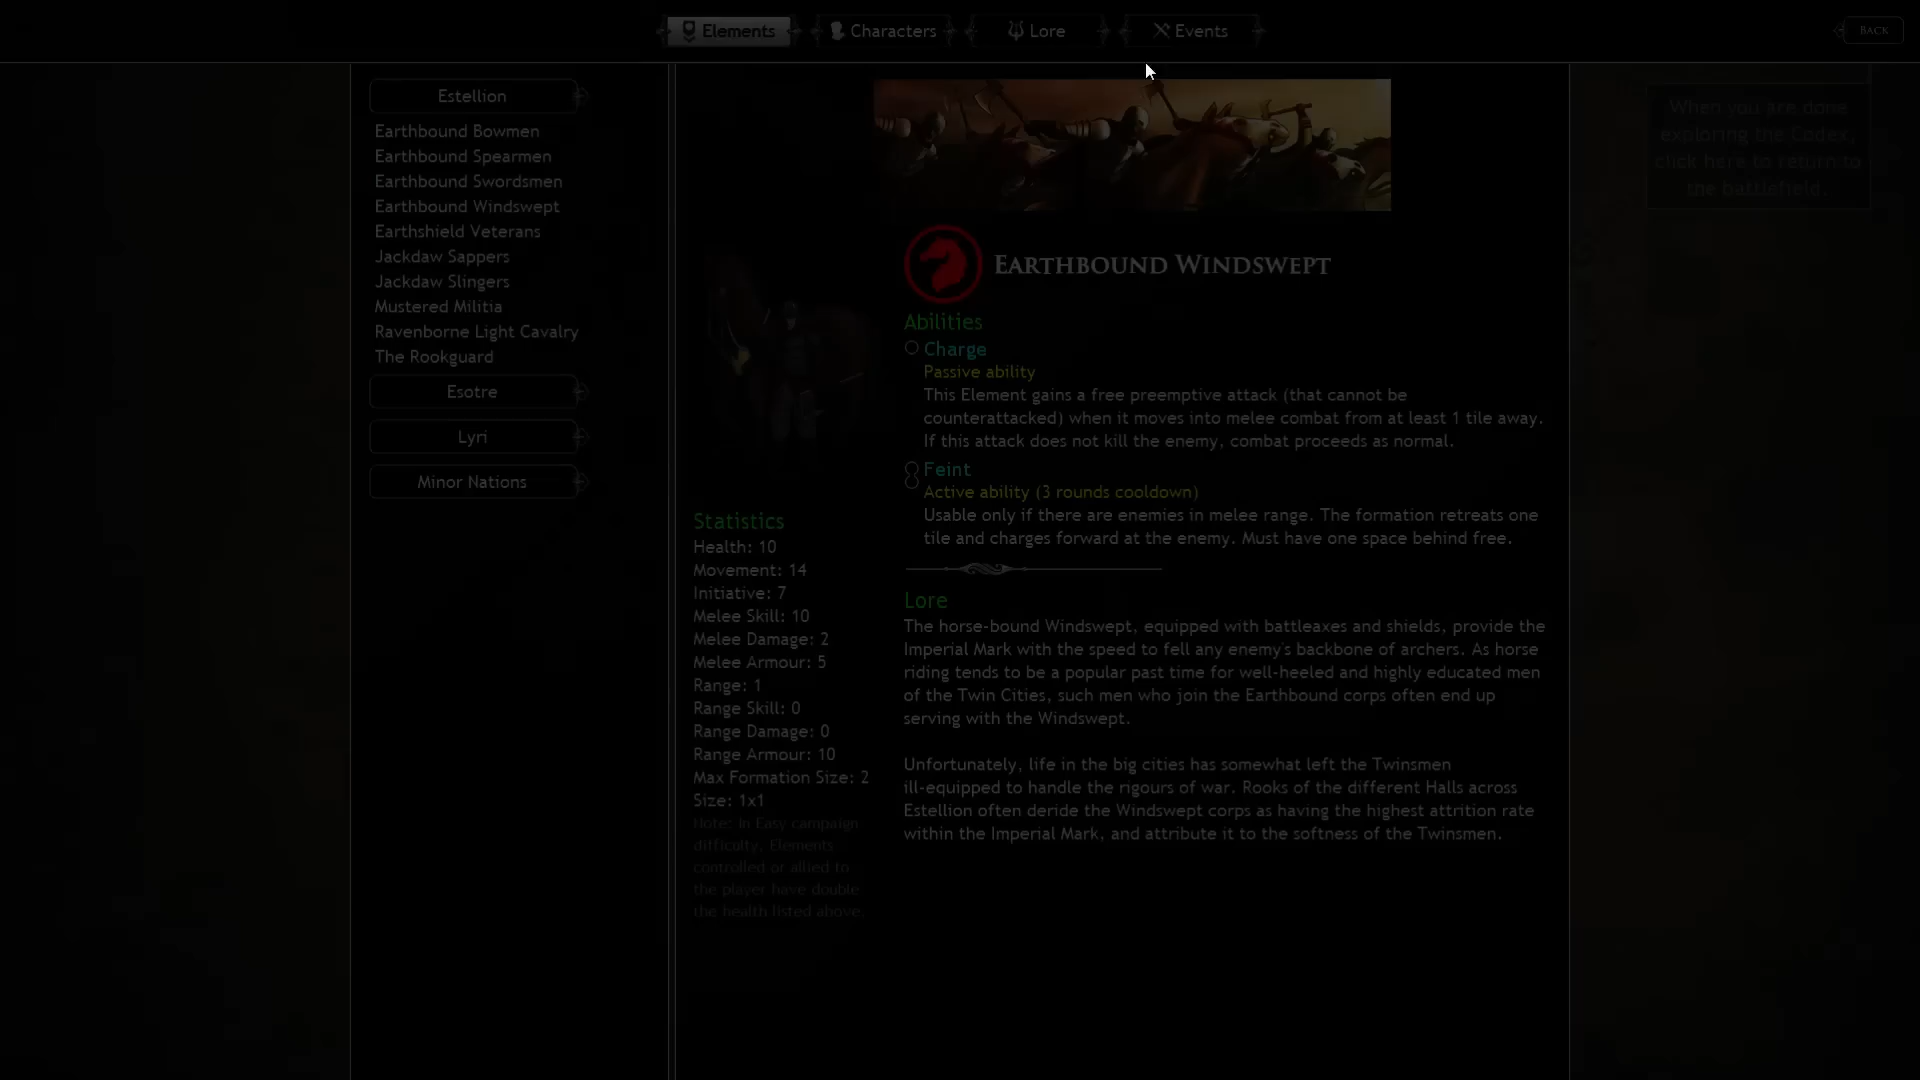 Elements
Characters
Lore
Events
BACK
Estellion
Earthbound Bowmen
Earthbound Spearmen
Earthbound Swordsmen
Earthbound Windswept
Earthshield Veterans
Jackdaw Sappers
Jackdaw Slingers
Mustered Militia
Ravenborne Light Cavalry
The Rookguard
Esotre
Lyri
Minor Nations
When you are done
exploring the Codex,
click here to return to
the battlefield.
Earthbound Windswept
Abilities
Charge
Passive ability
This Element gains a free preemptive attack (that cannot be
counterattacked) when it moves into melee combat from at least 1 tile away.
If this attack does not kill the enemy, combat proceeds as normal.
Feint
Active ability (3 rounds cooldown)
Usable only if there are enemies in melee range. The formation retreats one
tile and charges forward at the enemy. Must have one space behind free.
Statistics
Health: 10
Movement: 14
Initiative: 7
Melee Skill: 10
Melee Damage: 2
Melee Armour: 5
Range: 1
Range Skill: 0
Range Damage: 0
Range Armour: 10
Max Formation Size: 2
Size: 1x1
Note: In Easy campaign
difficulty, Elements
controlled or allied to
the player have double
the health listed above.
Lore
The horse-bound Windswept, equipped with battleaxes and shields, provide the
Imperial Mark with the speed to fell any enemy's backbone of archers. As horse
riding tends to be a popular past time for well-heeled and highly educated men
of the Twin Cities, such men who join the Earthbound corps often end up
serving with the Windswept.
Unfortunately, life in the big cities has somewhat left the Twinsmen
ill-equipped to handle the rigours of war. Rooks of the different Halls across
Estellion often deride the Windswept corps as having the highest attrition rate
within the Imperial Mark, and attribute it to the softness of the Twinsmen.